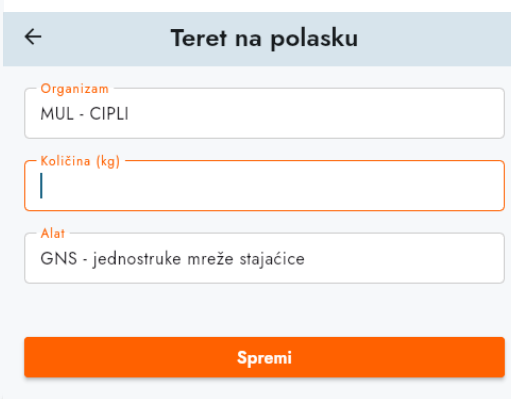 Teret na polasku
Organizam
MUL - CIPLI
Količina (kg)
Alat
GNS - jednostruke mreže stajaćice
Spremi